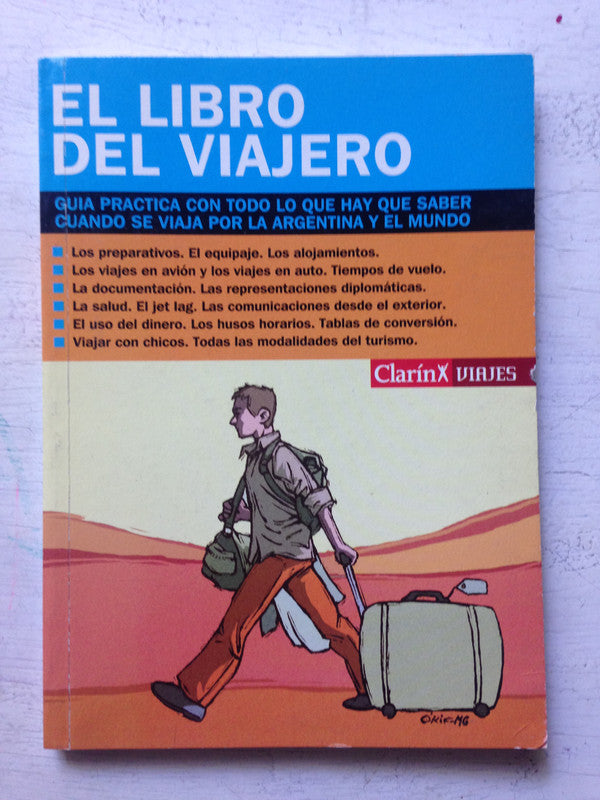 EL LIBRO
DEL VIAJERO
GUIA PRACTICA CON TODO LO QUE HAY QUE SABER
CUANDO SE VIAJA POR LA ARGENTINA Y EL MUNDO
Los preparativos. El equipaje. Los alojamientos.
Los viajes en avión y los viajes en auto. Tiempos de vuelo.
La documentación. Las representaciones diplomáticas.
La salud. El jet lag. Las comunicaciones desde el exterior.
El uso del dinero. Los husos horarios. Tablas de conversión.
Viajar con chicos. Todas las modalidades del turismo.
Clarín VIAJES